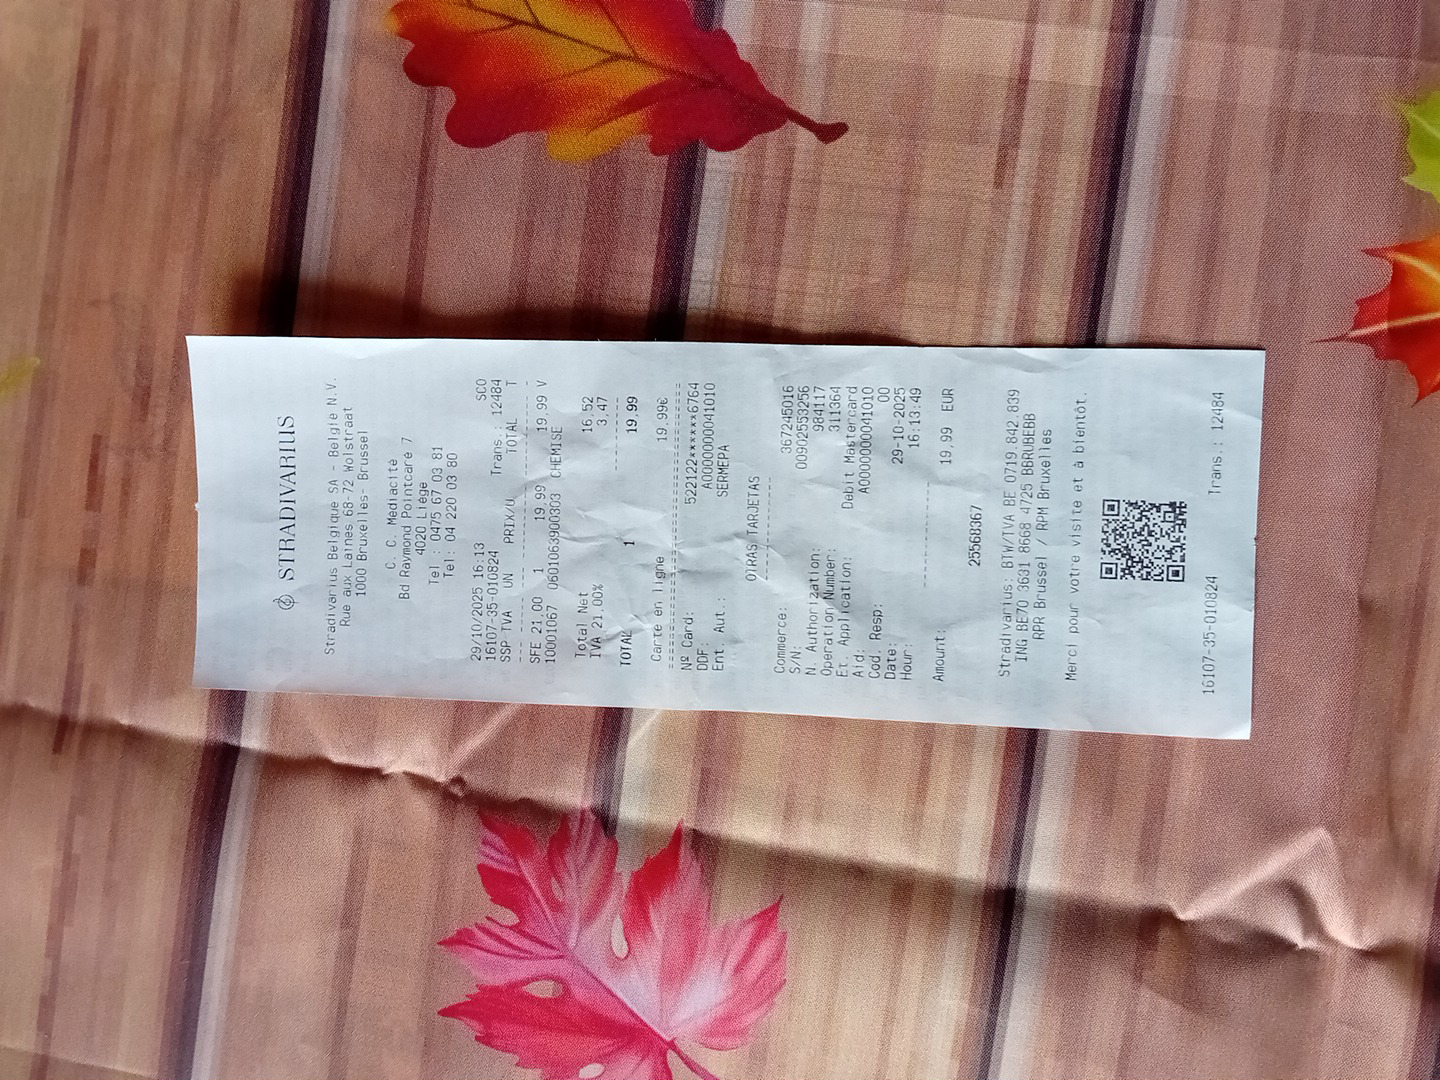 STRADIVARIUS
Stradivarius Belgique SA - Belgie N.V.
Rue aux Laines 68-72 Wolstraat
1000 Bruxelles- Brussel
C. C. Mediacité
Bd Raymond Pointcaré 7
4020 Liège
Tel : 0475 67 03 81
Tel: 04 220 03 80
29/10/2025 16:13 SCO
16107-35-010824 Trans.: 12484
SSP TVA UN PRIX/U TOTAL T
SFE 21.00 1 19.99 19.99 V
10001067 06010639003​03 CHEMISE
Total Net 16,52
IVA 21,00% 3,47
TOTAL 1 19,99
Carte en ligne 19,99€
Nº Card: 522122******6764
DDF: A0000000041010
Ent. Aut.: SERMEPA
OTRAS TARJETAS
Commerce: 367245016
S/N: 00902553256
N. Authorization: 984117
Operation Number: 311364
Et. Application: Debit Mastercard
Aid: A0000000041010
Cod. Resp: 00
Date: 29-10-2025
Hour: 16:13:49
Amount: 19,99 EUR
255683​67
Stradivarius: BTW/TVA BE 0719.842.839
ING BE70 3631 8668 4725 BBRUBEBB
RPR Brussel / RPM Bruxelles
Merci pour votre visite et à bientôt.
16107-35-010824 Trans.: 12484